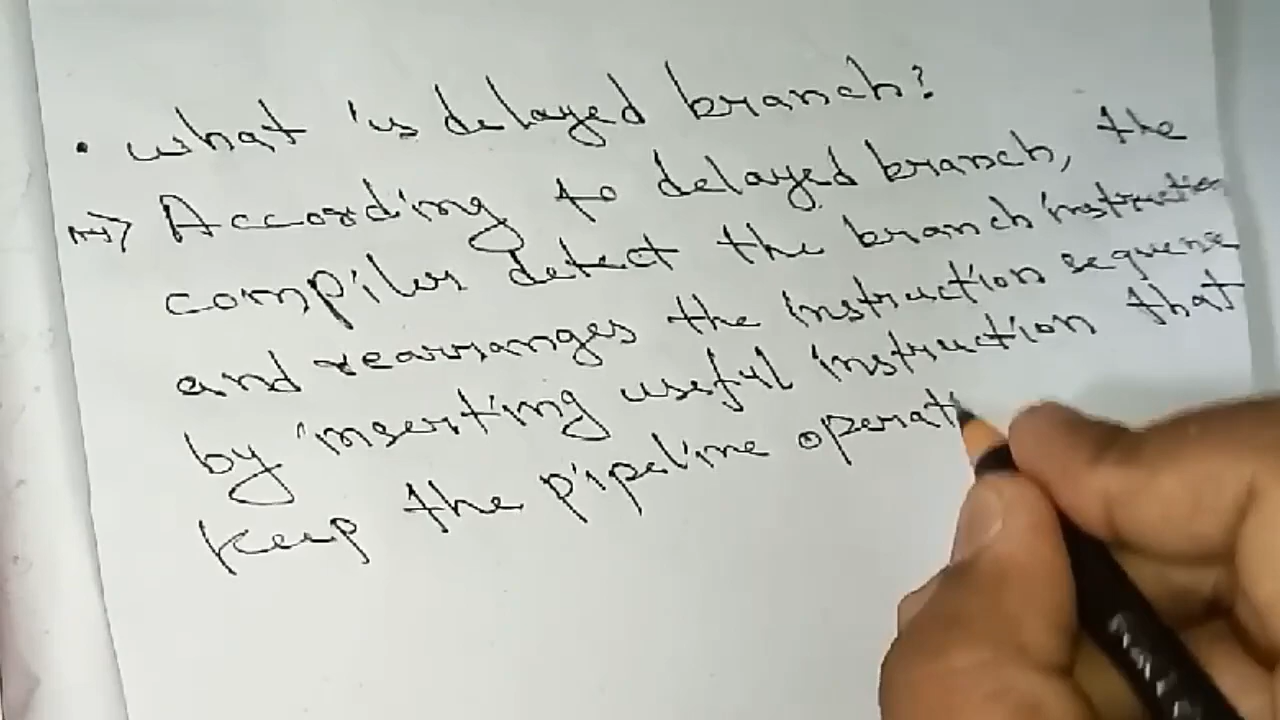 • What is delayed branch?
→ According to delayed branch, the
compiler detect the branch instruction
and rearranges the instruction sequence
by inserting useful instruction that
keep the pipeline operati